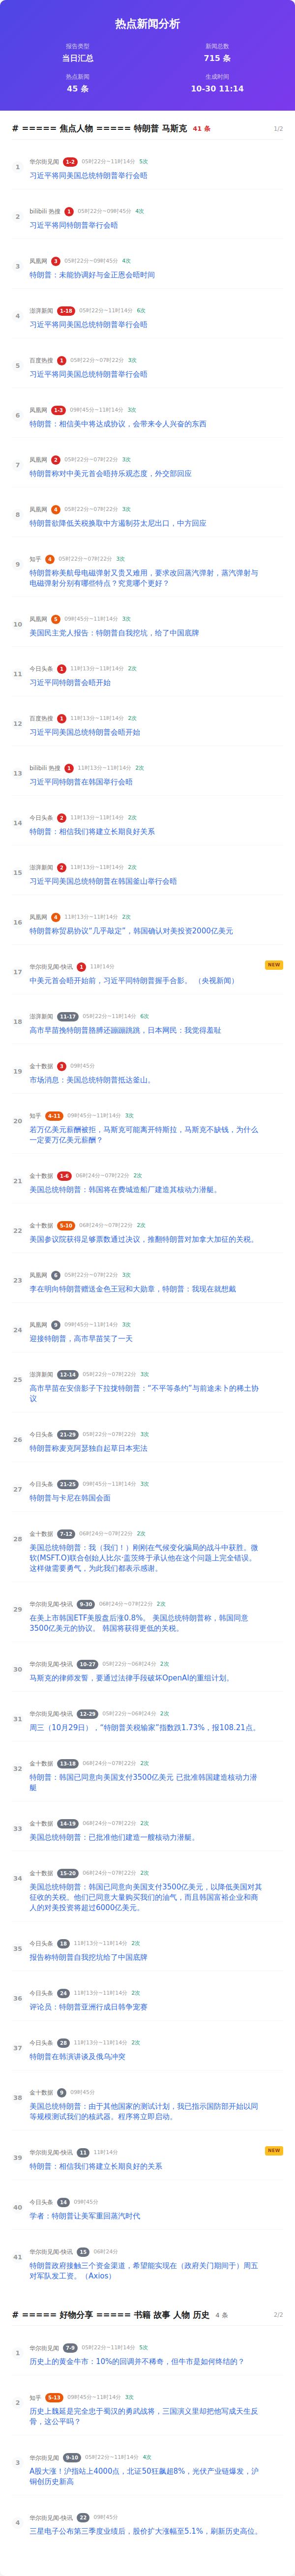 热点新闻分析
报告类型
新闻总数
当日汇总
715 条
热点新闻
生成时间
45 条
10-30 11:14
# ===== 焦点人物 ===== 特朗普 马斯克 41 条 1/2
1
华尔街见闻 1-2 05时22分~11时14分 5次
习近平将同美国总统特朗普举行会晤
2
bilibili 热搜 1 05时22分~09时45分 4次
习近平将同特朗普举行会晤
3
凤凰网 3 05时22分~09时45分 4次
特朗普：未能协调好与金正恩会晤时间
4
澎湃新闻 1-18 05时22分~11时14分 6次
习近平将同美国总统特朗普举行会晤
5
百度热搜 1 05时22分~07时22分 3次
习近平将同美国总统特朗普举行会晤
6
凤凰网 1-3 09时45分~11时14分 3次
特朗普：相信美中将达成协议，会带来令人兴奋的东西
7
凤凰网 2 05时22分~07时22分 3次
特朗普称对中美元首会晤持乐观态度，外交部回应
8
凤凰网 4 05时22分~07时22分 3次
特朗普欲降低关税换取中方遏制芬太尼出口，中方回应
9
知乎 4 05时22分~07时22分 3次
特朗普称美航母电磁弹射又贵又难用，要求改回蒸汽弹射，蒸汽弹射与
电磁弹射分别有哪些特点？究竟哪个更好？
10
凤凰网 5 09时45分~11时14分 3次
美国民主党人报告：特朗普自我挖坑，给了中国底牌
11
今日头条 1 11时13分~11时14分 2次
习近平同特朗普会晤开始
12
百度热搜 1 11时13分~11时14分 2次
习近平同美国总统特朗普会晤开始
13
bilibili 热搜 1 11时13分~11时14分 2次
习近平同特朗普在韩国举行会晤
14
今日头条 2 11时13分~11时14分 2次
特朗普：相信我们将建立长期良好关系
15
澎湃新闻 2 11时13分~11时14分 2次
习近平同美国总统特朗普在韩国釜山举行会晤
16
凤凰网 4 11时13分~11时14分 2次
特朗普称贸易协议“几乎敲定”，韩国确认对美投资2000亿美元
17
华尔街见闻-快讯 1 11时14分 NEW
中美元首会晤开始前，习近平同特朗普握手合影。 （央视新闻）
18
澎湃新闻 11-17 05时22分~11时14分 6次
高市早苗挽特朗普胳膊还蹦蹦跳跳，日本网民：我觉得羞耻
19
金十数据 3 09时45分
市场消息：美国总统特朗普抵达釜山。
20
知乎 4-11 09时45分~11时14分 3次
若万亿美元薪酬被拒，马斯克可能离开特斯拉，马斯克不缺钱，为什么
一定要万亿美元薪酬？
21
金十数据 1-6 06时24分~07时22分 2次
美国总统特朗普：韩国将在费城造船厂建造其核动力潜艇。
22
金十数据 5-10 06时24分~07时22分 2次
美国参议院获得足够票数通过决议，推翻特朗普对加拿大加征的关税。
23
凤凰网 6 05时22分~07时22分 3次
李在明向特朗普赠送金色王冠和大勋章，特朗普：我现在就想戴
24
凤凰网 9 09时45分~11时14分 3次
迎接特朗普，高市早苗笑了一天
25
澎湃新闻 12-14 05时22分~07时22分 3次
高市早苗在安倍影子下拉拢特朗普：“不平等条约”与前途未卜的稀土协
议
26
今日头条 21-29 05时22分~07时22分 3次
特朗普称麦克阿瑟独自起草日本宪法
27
今日头条 21-25 09时45分~11时14分 3次
特朗普与卡尼在韩国会面
28
金十数据 7-12 06时24分~07时22分 2次
美国总统特朗普：我（我们！）刚刚在气候变化骗局的战斗中获胜。微
软(MSFT.O)联合创始人比尔·盖茨终于承认他在这个问题上完全错误。
这样做需要勇气，为此我们都表示感谢。
29
华尔街见闻-快讯 9-30 06时24分~07时22分 2次
在美上市韩国ETF美股盘后涨0.8%。 美国总统特朗普称，韩国同意
3500亿美元的协议。 韩国将获得更低的关税。
30
华尔街见闻-快讯 10-27 05时22分~06时24分 2次
马斯克的律师发誓，要通过法律手段破坏OpenAI的重组计划。
31
华尔街见闻-快讯 12-29 05时22分~06时24分 2次
周三（10月29日），“特朗普关税输家”指数跌1.73%，报108.21点。
32
金十数据 13-18 06时24分~07时22分 2次
特朗普：韩国已同意向美国支付3500亿美元 已批准韩国建造核动力潜
艇
33
金十数据 14-19 06时24分~07时22分 2次
美国总统特朗普：已批准他们建造一艘核动力潜艇。
34
金十数据 15-20 06时24分~07时22分 2次
美国总统特朗普：韩国已同意向美国支付3500亿美元，以降低美国对其
征收的关税。他们已同意大量购买我们的油气，而且韩国富裕企业和商
人的对美投资将超过6000亿美元。
35
今日头条 18 11时13分~11时14分 2次
报告称特朗普自我挖坑给了中国底牌
36
今日头条 24 11时13分~11时14分 2次
评论员：特朗普亚洲行成日韩争宠赛
37
今日头条 28 11时13分~11时14分 2次
特朗普在韩演讲谈及俄乌冲突
38
金十数据 9 09时45分
美国总统特朗普：由于其他国家的测试计划，我已指示国防部开始以同
等规模测试我们的核武器。程序将立即启动。
39
华尔街见闻-快讯 11 11时14分 NEW
特朗普：相信我们将建立长期良好的关系
40
今日头条 14 09时45分
学者：特朗普让美军重回蒸汽时代
41
华尔街见闻-快讯 15 06时24分
特朗普政府接触三个资金渠道，希望能实现在（政府关门期间于）周五
对军队发工资。（Axios）
# ===== 好物分享 ===== 书籍 故事 人物 历史 4 条 2/2
1
华尔街见闻 7-9 05时22分~11时14分 5次
历史上的黄金牛市：10%的回调并不稀奇，但牛市是如何终结的？
2
知乎 5-13 09时45分~11时14分 3次
历史上魏延是完全忠于蜀汉的勇武战将，三国演义里却把他写成天生反
骨，这公平吗？
3
华尔街见闻 9-10 05时22分~11时14分 4次
A股大涨！沪指站上4000点，北证50狂飙超8%，光伏产业链爆发，沪
铜创历史新高
4
华尔街见闻-快讯 22 09时45分
三星电子公布第三季度业绩后，股价扩大涨幅至5.1%，刷新历史高位。